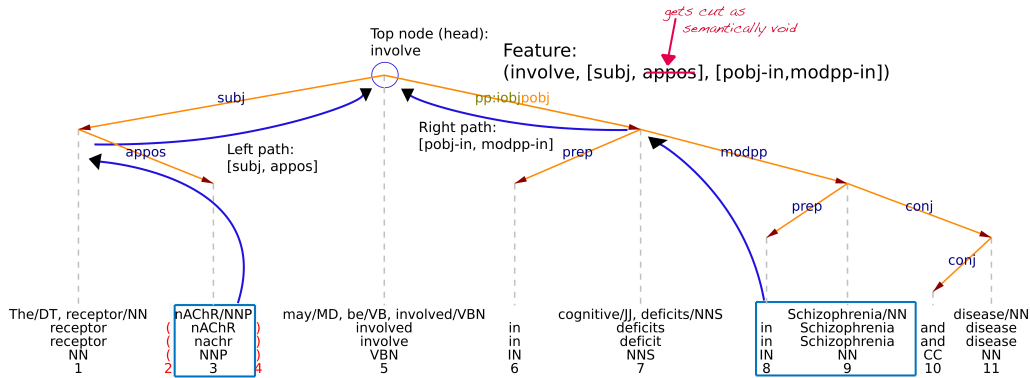 gets cut as
semantically void
Top node (head):
involve
Feature:
(involve, [subj, appos], [pobj-in,modpp-in])
subj
pp:iobjpobj
Right path:
[pobj-in, modpp-in]
Left path:
[subj, appos]
appos
prep
modpp
prep
conj
conj
The/DT, receptor/NN nAChR/NNP may/MD, be/VB, involved/VBN cognitive/JJ, deficits/NNS Schizophrenia/NN disease/NN
receptor ( nAChR ) involved in deficits in Schizophrenia and disease
receptor ( nachr ) involve in deficit in Schizophrenia and disease
NN ( NNP ) VBN IN NNS IN NN CC NN
1 2 3 4 5 6 7 8 9 10 11